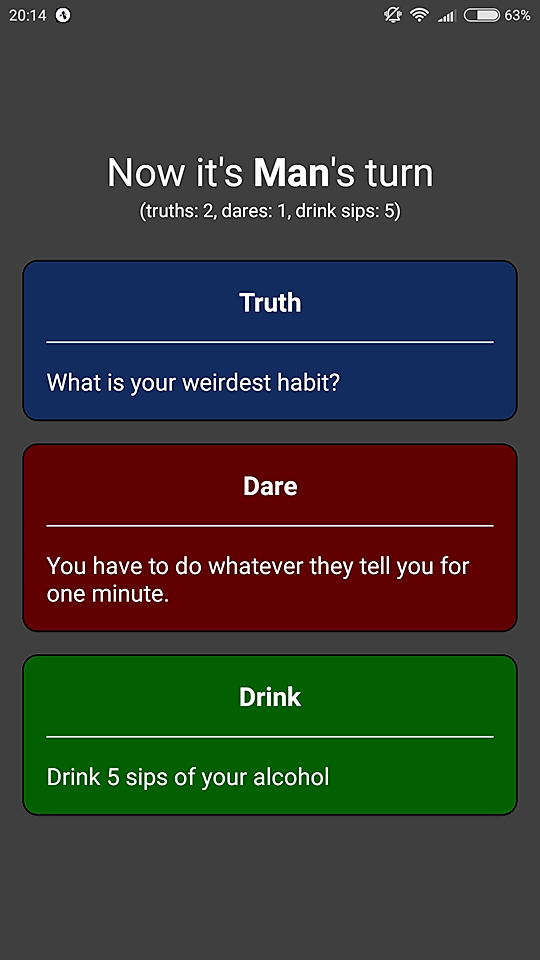 20:14
63%
Now it's Man's turn
(truths: 2, dares: 1, drink sips: 5)
Truth
What is your weirdest habit?
Dare
You have to do whatever they tell you for
one minute.
Drink
Drink 5 sips of your alcohol